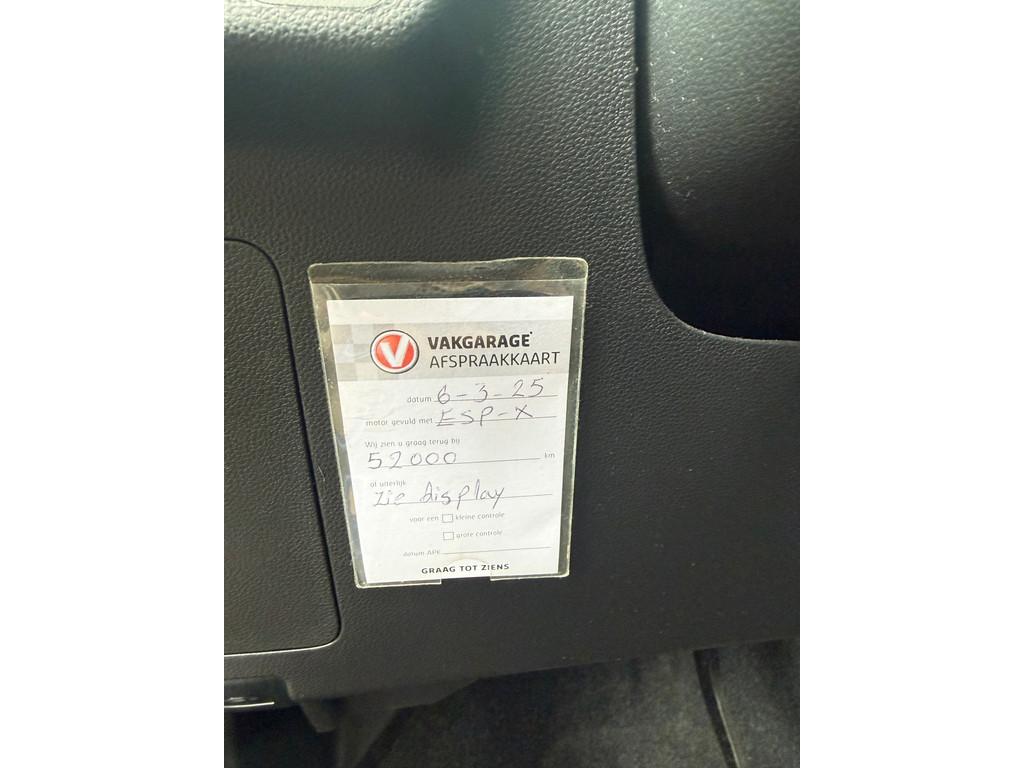 V VAKGARAGE
AFSPRAAKKAART
datum 6-3-25
motor gevuld met ESP-X
Wij zien u graag terug bij
52000 km
of uiterlijk
zie display
voor een kleine controle
grote controle
datum APK
GRAAG TOT ZIENS